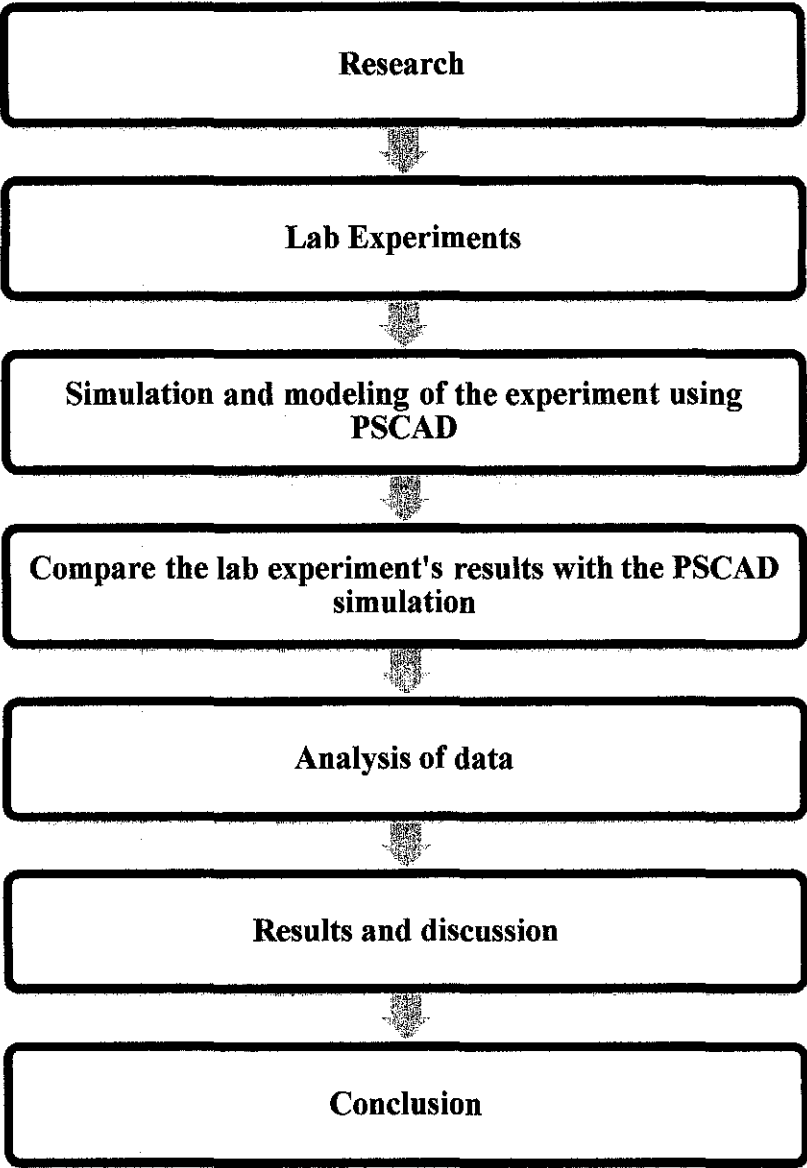 Research
Lab Experiments
Simulation and modeling of the experiment using
PSCAD
Compare the lab experiment's results with the PSCAD
simulation
Analysis of data
Results and discussion
Conclusion